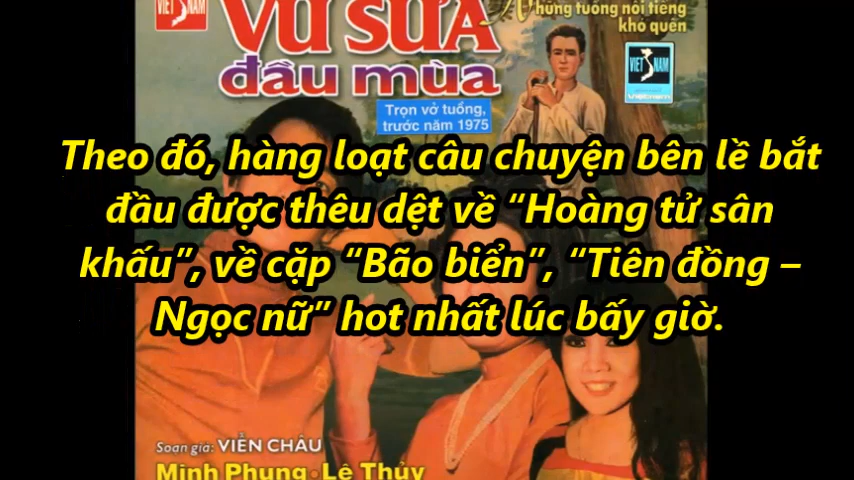 VIỆT NAM
VÚ SỮA
Những tuồng nổi tiếng
khó quên
đầu mùa
VIỆT NAM
Trọn vở tuồng,
trước năm 1975
Theo đó, hàng loạt câu chuyện bên lề bắt
đầu được thêu dệt về “Hoàng tử sân
khấu”, về cặp “Bão biển”, “Tiên đồng –
Ngọc nữ” hot nhất lúc bấy giờ.
Soạn giả: VIỄN CHÂU
Minh Phụng · Lệ Thủy